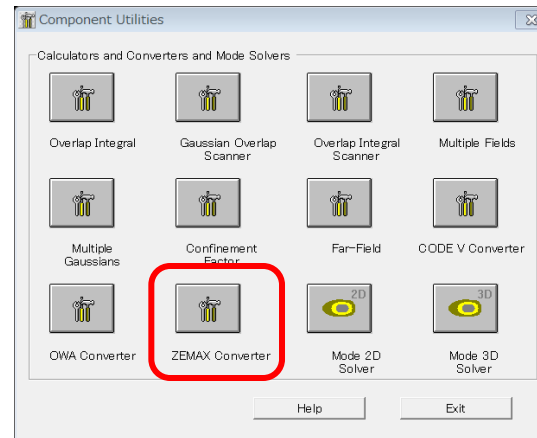 Component Utilities
Calculators and Converters and Mode Solvers
Overlap Integral
Gaussian Overlap
Scanner
Overlap Integral
Scanner
Multiple Fields
Multiple
Gaussians
Confinement
Factor
Far-Field
CODE V Converter
2D
3D
OWA Converter
ZEMAX Converter
Mode 2D
Solver
Mode 3D
Solver
Help
Exit